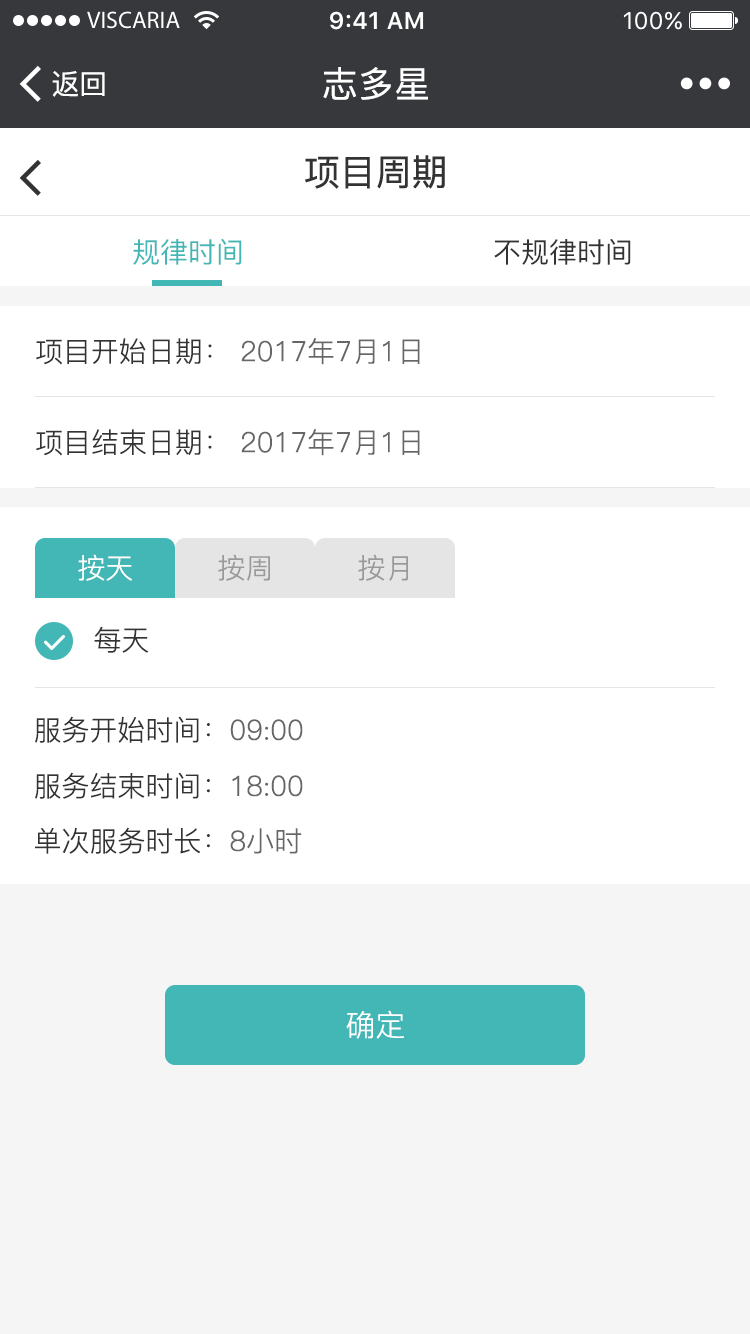 VISCARIA 9:41 AM 100%
返回 志多星
项目周期
规律时间 不规律时间
项目开始日期： 2017年7月1日
项目结束日期： 2017年7月1日
按天 按周 按月
每天
服务开始时间：09:00
服务结束时间：18:00
单次服务时长：8小时
确定